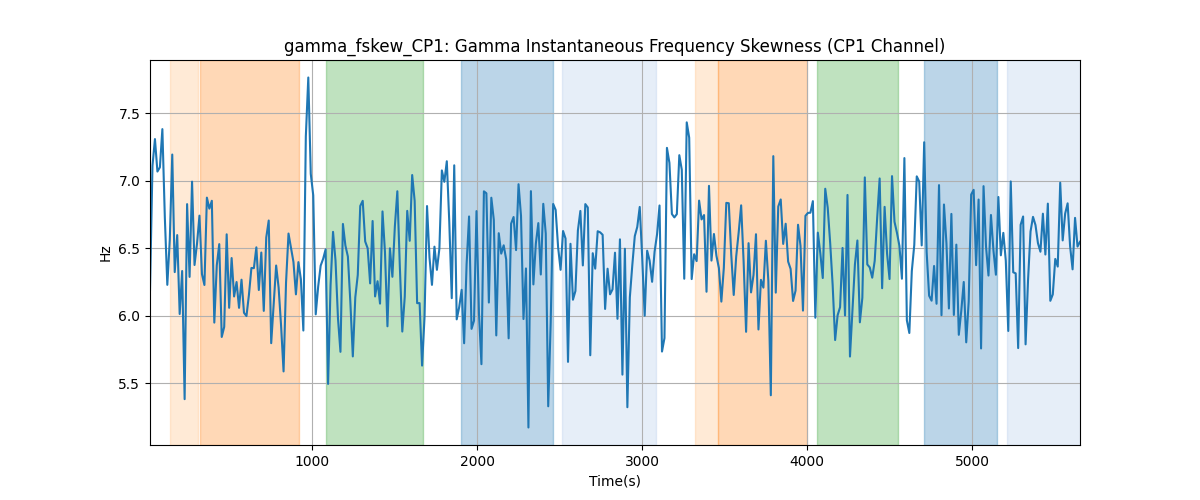 gamma_fskew_CP1: Gamma Instantaneous Frequency Skewness (CP1 Channel)
7.5
7.0
6.5
6.0
5.5
Hz
1000 2000 3000 4000 5000
Time(s)